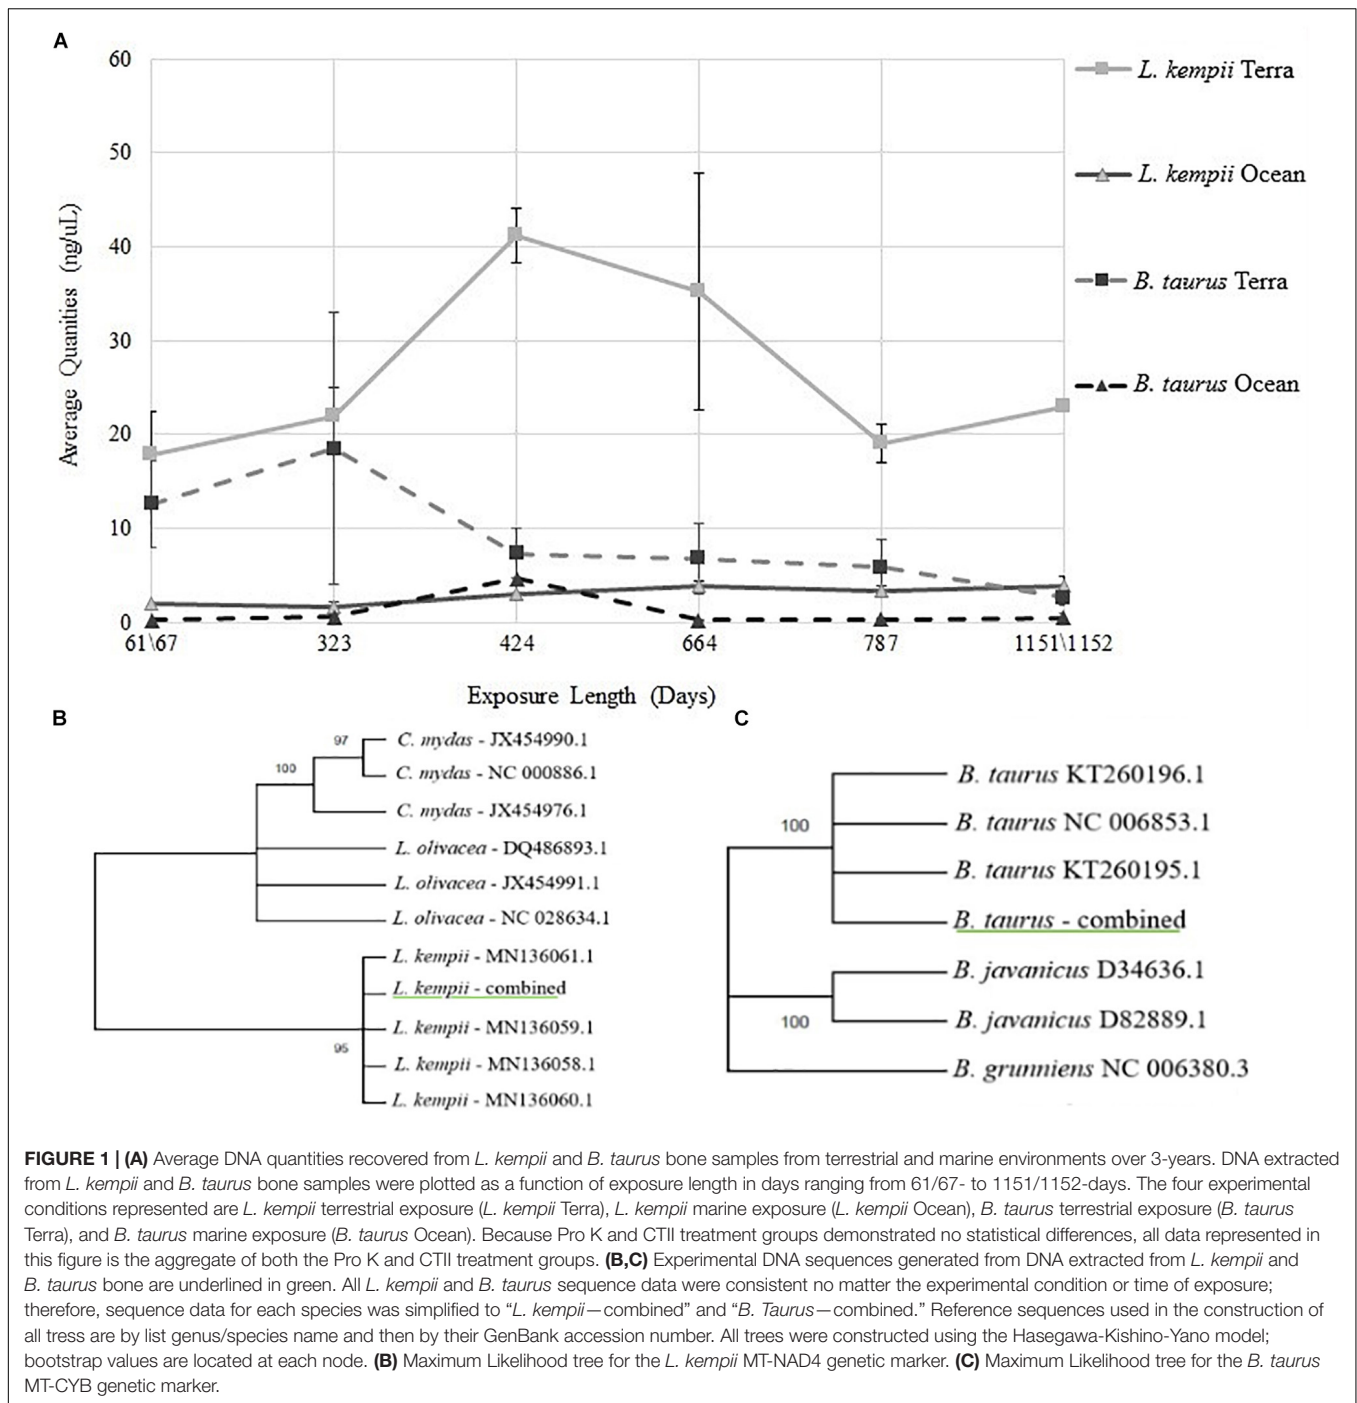 A
60
50
40
30
20
10
0
Average Quanities (ng/uL)
61\67 323 424 664 787 1151\1152
Exposure Length (Days)
L. kempii Terra
L. kempii Ocean
B. taurus Terra
B. taurus Ocean
B
97
100
95
C. mydas - JX454990.1
C. mydas - NC 000886.1
C. mydas - JX454976.1
L. olivacea - DQ486893.1
L. olivacea - JX454991.1
L. olivacea - NC 028634.1
L. kempii - MN136061.1
L. kempii - combined
L. kempii - MN136059.1
L. kempii - MN136058.1
L. kempii - MN136060.1
C
100
100
B. taurus KT260196.1
B. taurus NC 006853.1
B. taurus KT260195.1
B. taurus - combined
B. javanicus D34636.1
B. javanicus D82889.1
B. grunniens NC 006380.3
FIGURE 1 | (A) Average DNA quantities recovered from L. kempii and B. taurus bone samples from terrestrial and marine environments over 3-years. DNA extracted
from L. kempii and B. taurus bone samples were plotted as a function of exposure length in days ranging from 61/67- to 1151/1152-days. The four experimental
conditions represented are L. kempii terrestrial exposure (L. kempii Terra), L. kempii marine exposure (L. kempii Ocean), B. taurus terrestrial exposure (B. taurus
Terra), and B. taurus marine exposure (B. taurus Ocean). Because Pro K and CTII treatment groups demonstrated no statistical differences, all data represented in
this figure is the aggregate of both the Pro K and CTII treatment groups. (B,C) Experimental DNA sequences generated from DNA extracted from L. kempii and
B. taurus bone are underlined in green. All L. kempii and B. taurus sequence data were consistent no matter the experimental condition or time of exposure;
therefore, sequence data for each species was simplified to “L. kempii—combined” and “B. Taurus—combined.” Reference sequences used in the construction of
all tress are by list genus/species name and then by their GenBank accession number. All trees were constructed using the Hasegawa-Kishino-Yano model;
bootstrap values are located at each node. (B) Maximum Likelihood tree for the L. kempii MT-NAD4 genetic marker. (C) Maximum Likelihood tree for the B. taurus
MT-CYB genetic marker.